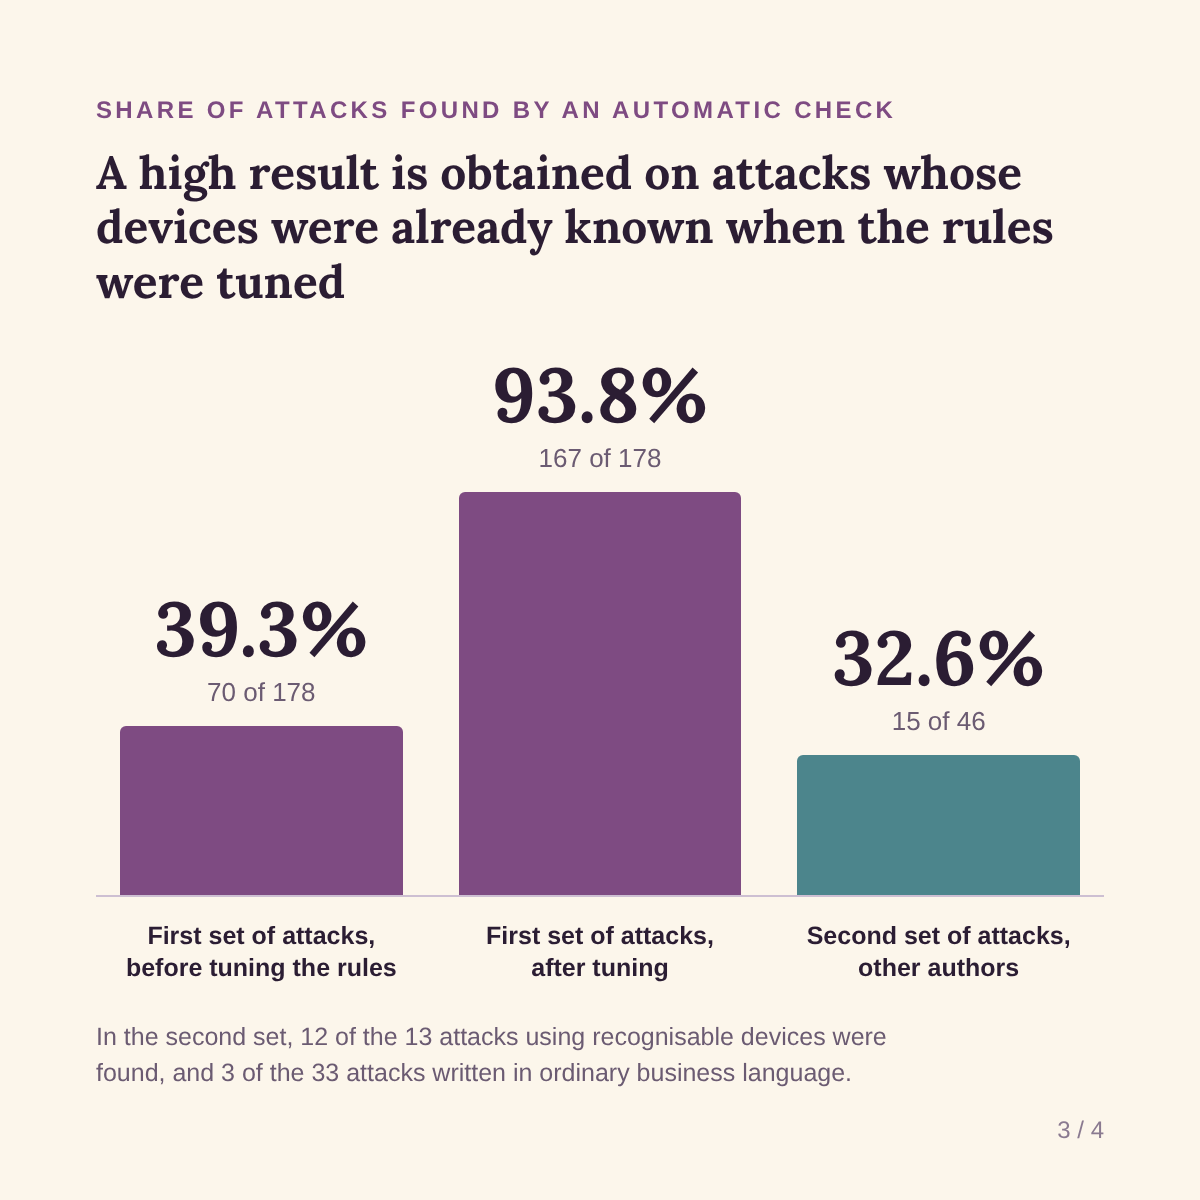 SHARE OF ATTACKS FOUND BY AN AUTOMATIC CHECK
A high result is obtained on attacks whose
devices were already known when the rules
were tuned
93.8%
167 of 178
39.3%
70 of 178
32.6%
15 of 46
First set of attacks,
before tuning the rules
First set of attacks,
after tuning
Second set of attacks,
other authors
In the second set, 12 of the 13 attacks using recognisable devices were
found, and 3 of the 33 attacks written in ordinary business language.
3 / 4